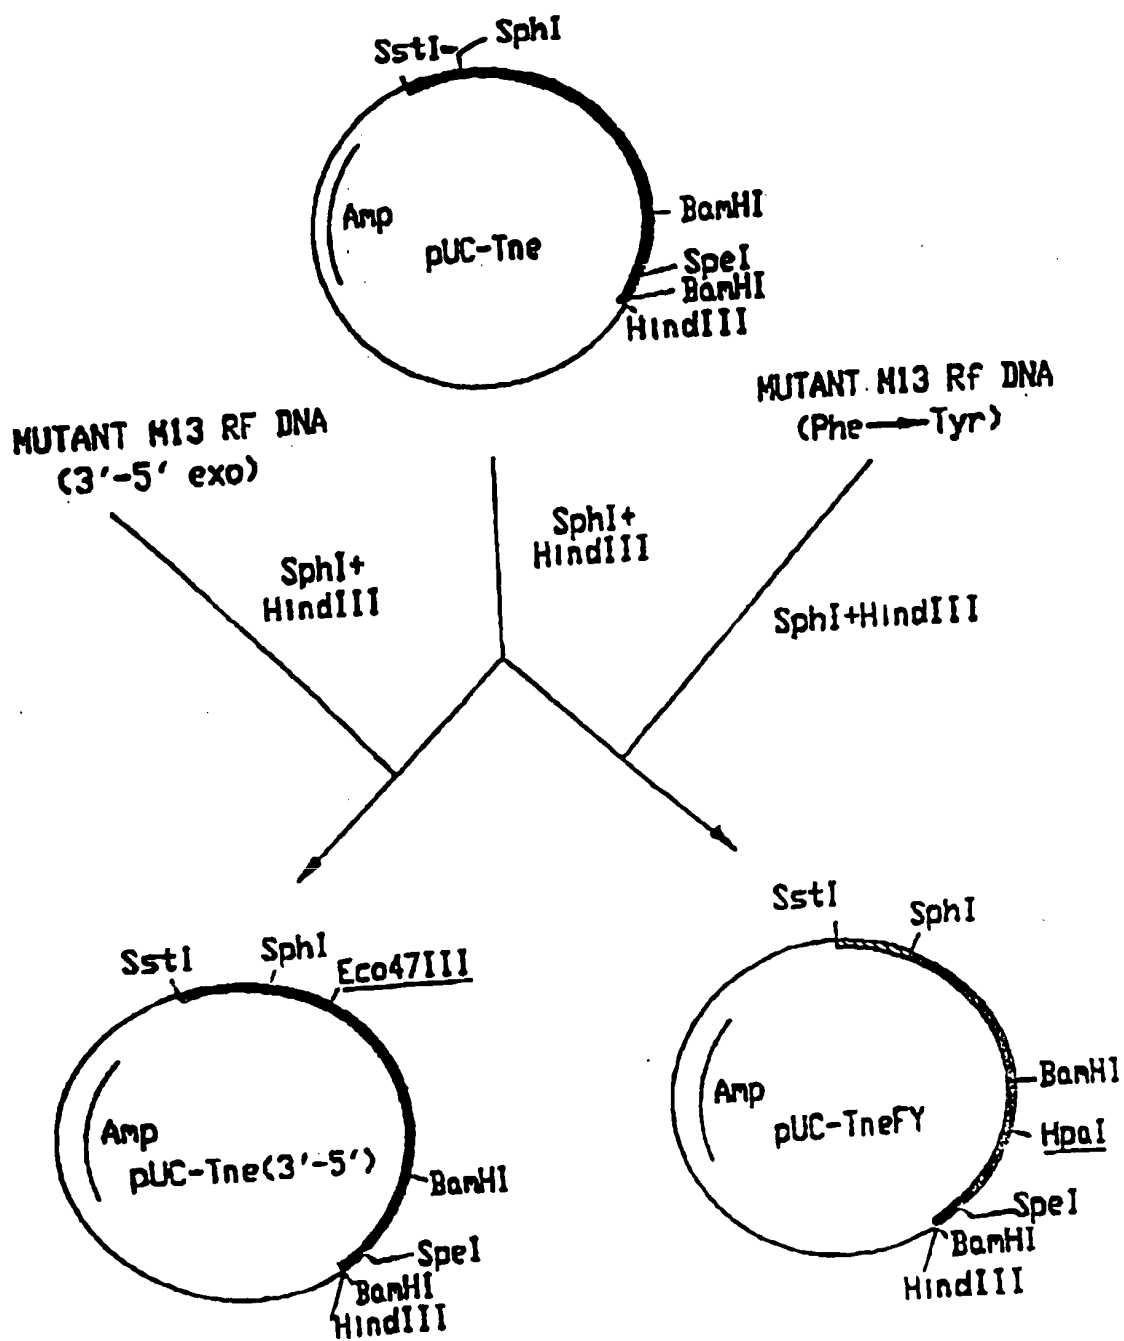 SstI
SphI
BamHI
Amp
pUC-Tne
SpeI
BamHI
HindIII
MUTANT M13 RF DNA
(3'-5' exo)
MUTANT M13 Rf DNA
(Phe→Tyr)
SphI+
HindIII
SphI+
HindIII
SphI+HindIII
SstI
SphI
Eco47III
Amp
pUC-Tne(3'-5')
BamHI
SpeI
BamHI
HindIII
SstI
SphI
BamHI
Amp
pUC-TneFY
HpaI
SpeI
BamHI
HindIII